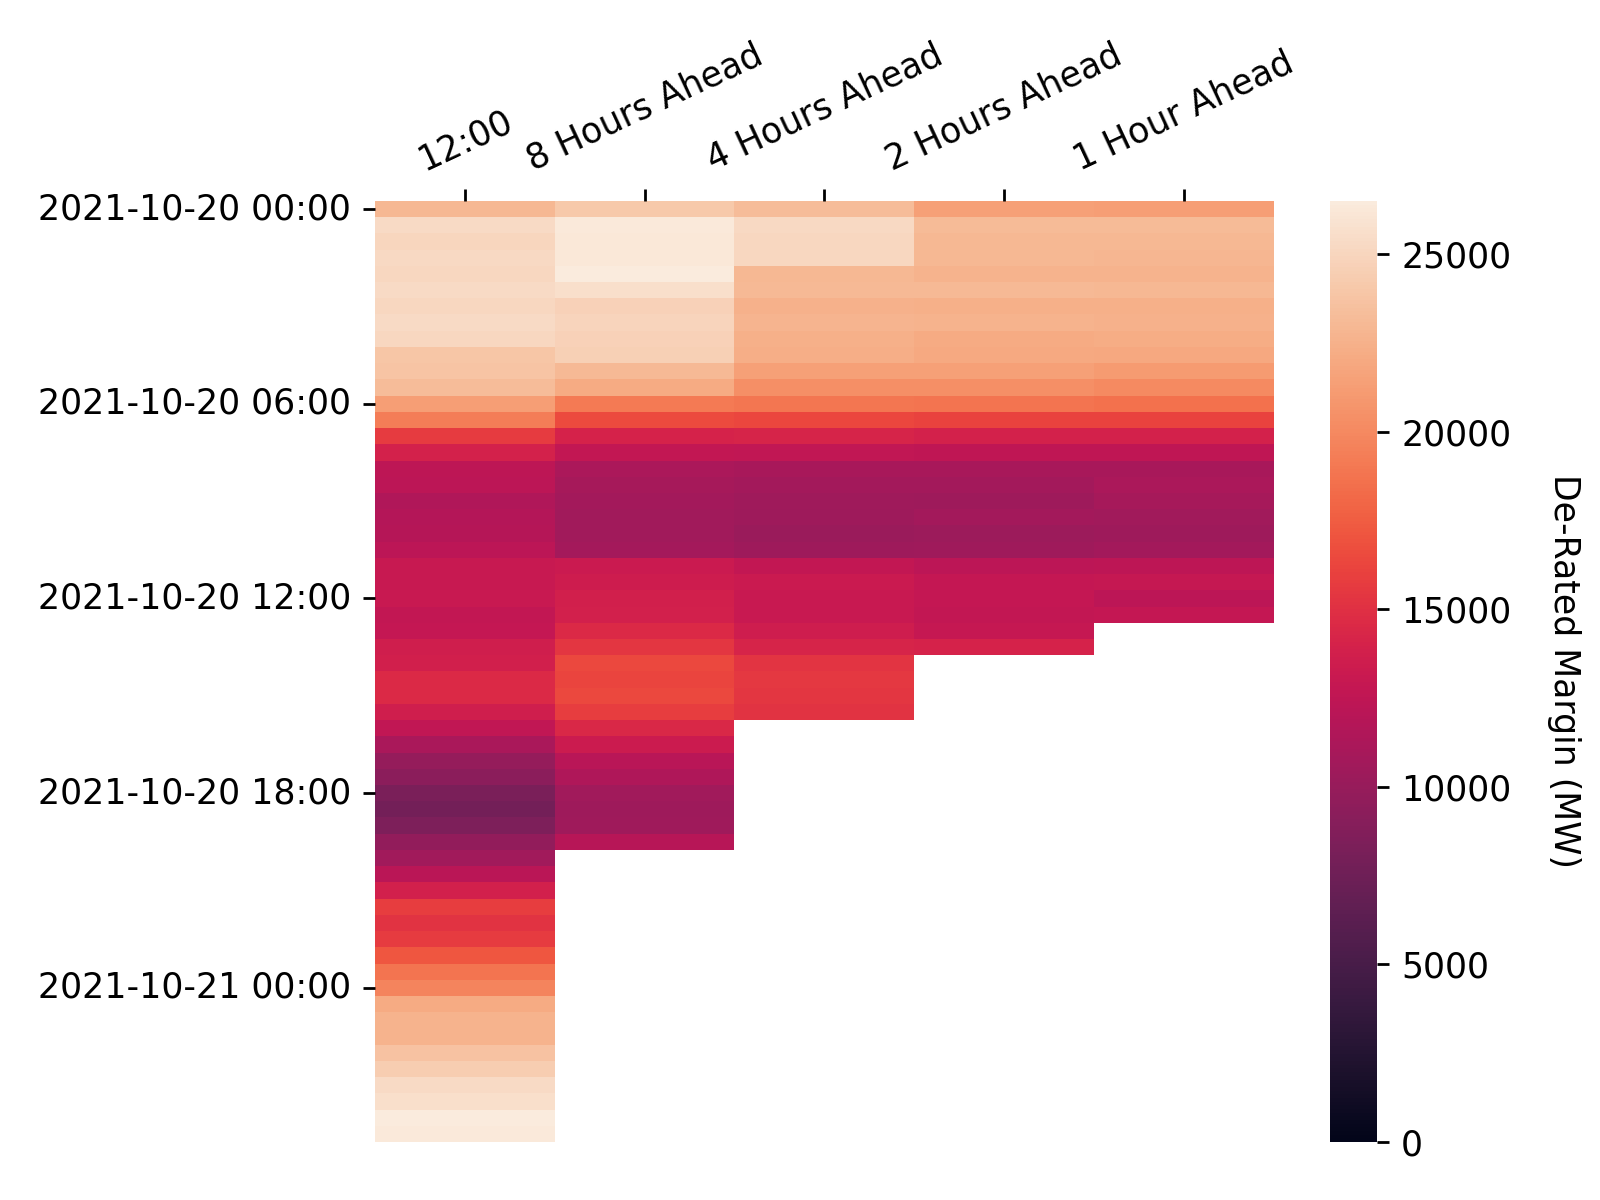 12:00
8 Hours Ahead
4 Hours Ahead
2 Hours Ahead
1 Hour Ahead
2021-10-20 00:00
2021-10-20 06:00
2021-10-20 12:00
2021-10-20 18:00
2021-10-21 00:00
25000
20000
15000
10000
5000
0
De-Rated Margin (MW)